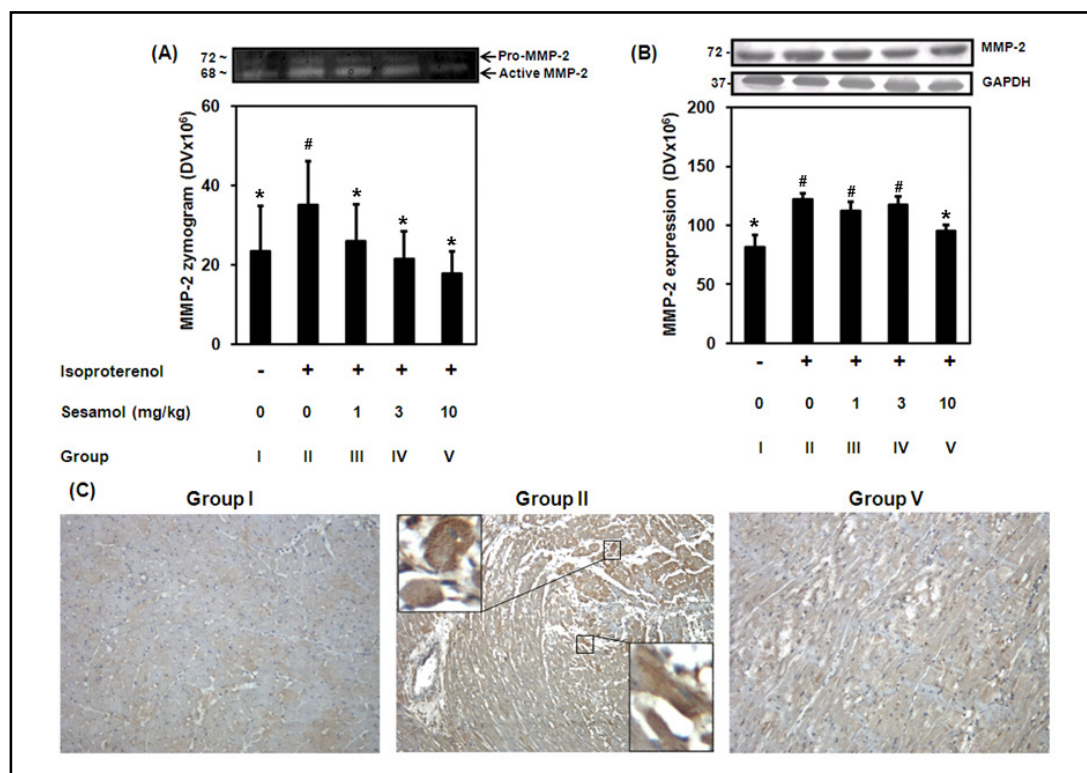 (A)
72 ~
Pro-MMP-2
68 ~
Active MMP-2
MMP-2 zymogram (DVx10⁶)
60
40
20
0
* # * * *
Isoproterenol - + + + +
Sesamol (mg/kg) 0 0 1 3 10
Group I II III IV V
(B)
72 -
MMP-2
37 -
GAPDH
MMP-2 expression (DVx10⁶)
200
150
100
50
0
* # # # *
- + + + +
0 0 1 3 10
I II III IV V
(C)
Group I Group II Group V